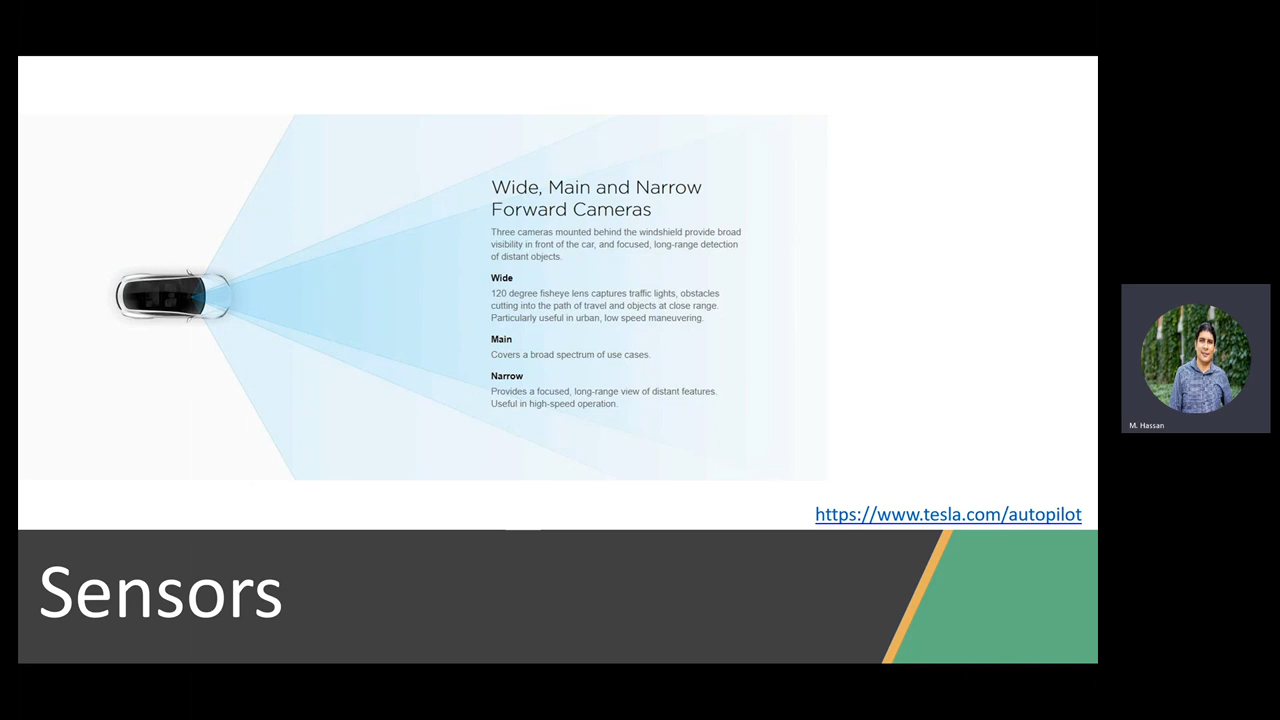 Wide, Main and Narrow
Forward Cameras
Three cameras mounted behind the windshield provide broad
visibility in front of the car, and focused, long-range detection
of distant objects.
Wide
120 degree fisheye lens captures traffic lights, obstacles
cutting into the path of travel and objects at close range.
Particularly useful in urban, low speed maneuvering.
Main
Covers a broad spectrum of use cases.
Narrow
Provides a focused, long-range view of distant features.
Useful in high-speed operation.
https://www.tesla.com/autopilot
Sensors
M. Hassan